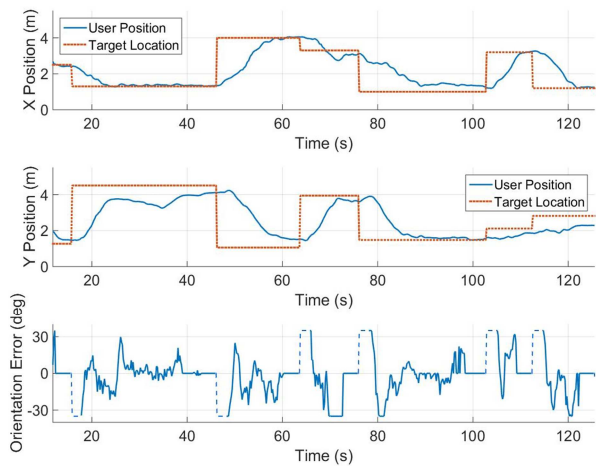 X Position (m)
4
2
0
User Position
Target Location
20 40 60 80 100 120
Time (s)
Y Position (m)
4
2
0
User Position
Target Location
20 40 60 80 100 120
Time (s)
Orientation Error (deg)
30
0
-30
20 40 60 80 100 120
Time (s)